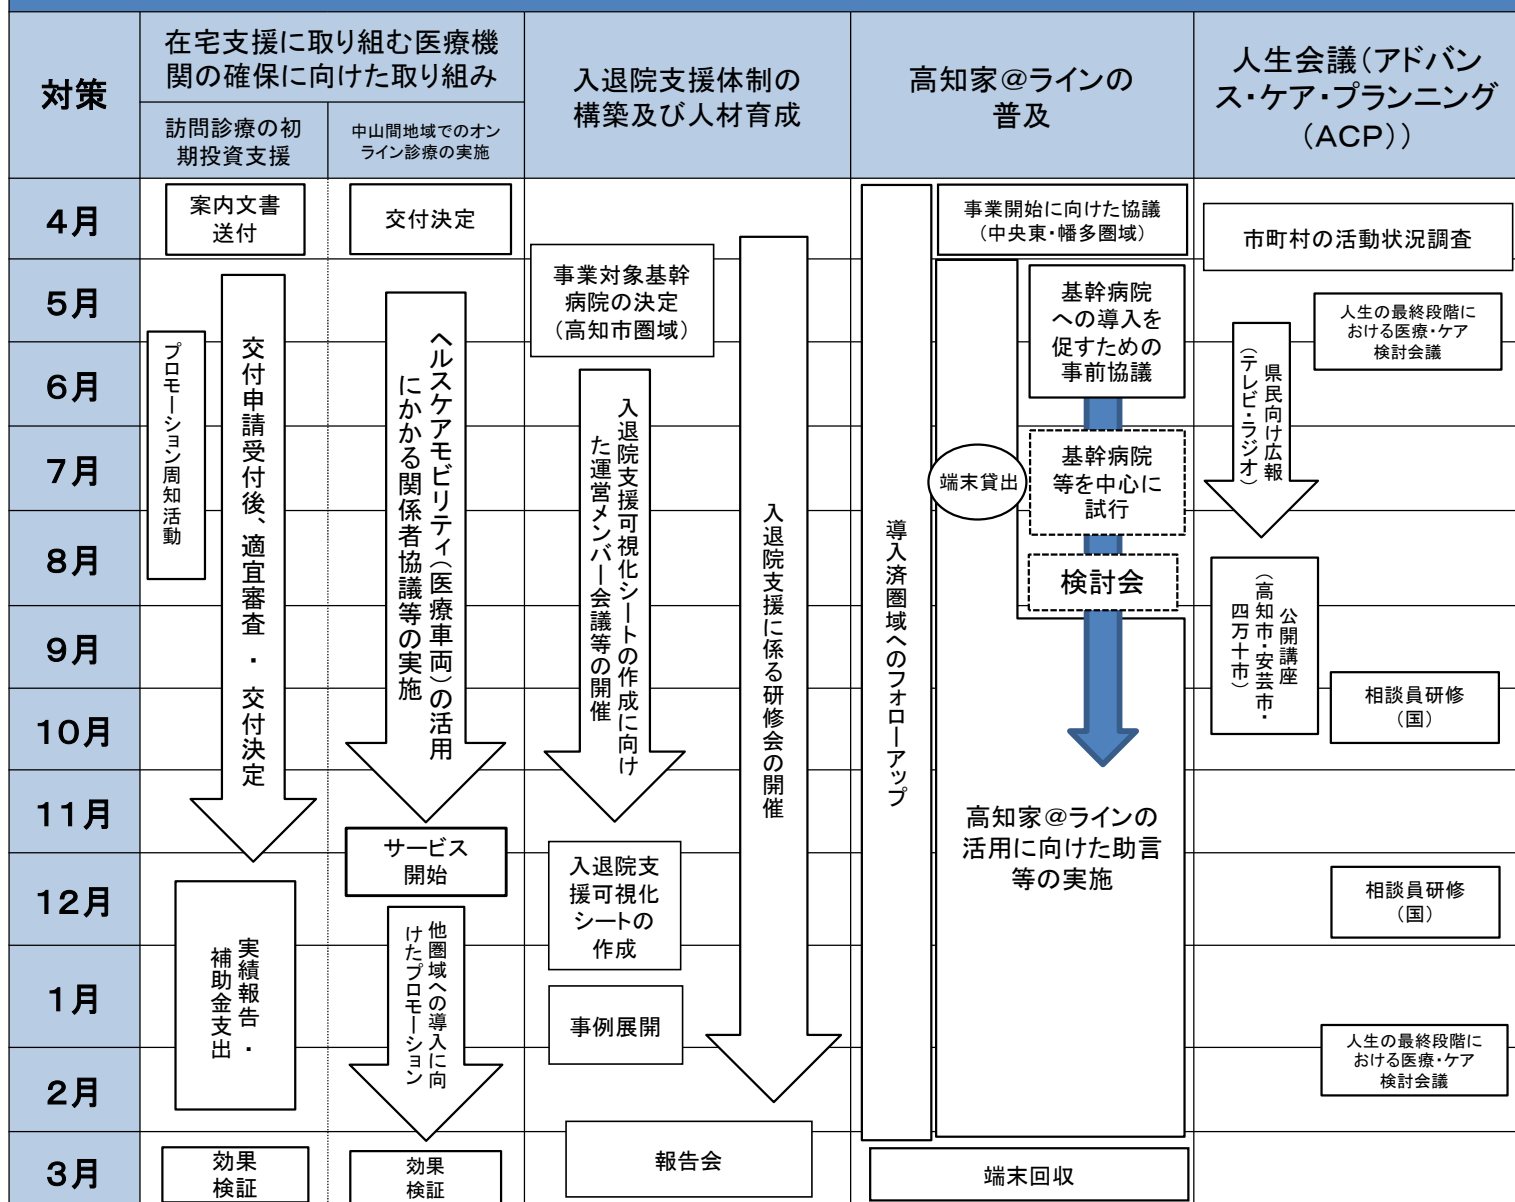 対策
在宅支援に取り組む医療機
関の確保に向けた取り組み
訪問診療の初
期投資支援
中山間地域でのオン
ライン診療の実施
入退院支援体制の
構築及び人材育成
高知家@ラインの
普及
人生会議(アドバン
ス・ケア・プランニング
(ACP))
4月
5月
6月
7月
8月
9月
10月
11月
12月
1月
2月
3月
案内文書
送付
プロモーション周知活動
交付申請受付後、適宜審査・交付決定
実績報告・
補助金支出
効果
検証
交付決定
ヘルスケアモビリティ(医療車両)の活用
にかかる関係者協議等の実施
サービス
開始
他圏域への導入に向
けたプロモーション
効果
検証
事業対象基幹
病院の決定
(高知市圏域)
入退院支援可視化シートの作成に向け
た運営メンバー会議等の開催
入退院支
援可視化
シートの
作成
事例展開
入退院支援に係る研修会の開催
報告会
導入済圏域へのフォローアップ
事業開始に向けた協議
(中央東・幡多圏域)
基幹病院
への導入を
促すための
事前協議
端末貸出
基幹病院
等を中心に
試行
検討会
高知家@ラインの
活用に向けた助言
等の実施
端末回収
市町村の活動状況調査
人生の最終段階に
おける医療・ケア
検討会議
県民向け広報
(テレビ・ラジオ)
公開講座
(高知市・安芸市・
四万十市)
相談員研修
(国)
相談員研修
(国)
人生の最終段階に
おける医療・ケア
検討会議